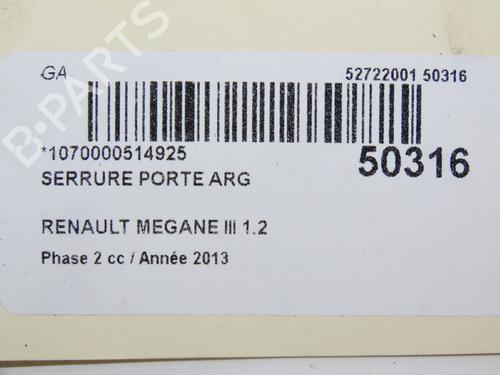 GA 52722001 50316
*1070000514925 50316
SERRURE PORTE ARG
RENAULT MEGANE III 1.2
Phase 2 cc / Année 2013
B-PARTS